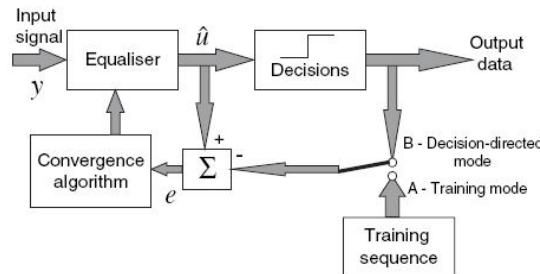 Input
signal
y
Equaliser
û
Decisions
Output
data
Convergence
algorithm
e
Σ
+
-
B - Decision-directed
mode
A - Training mode
Training
sequence